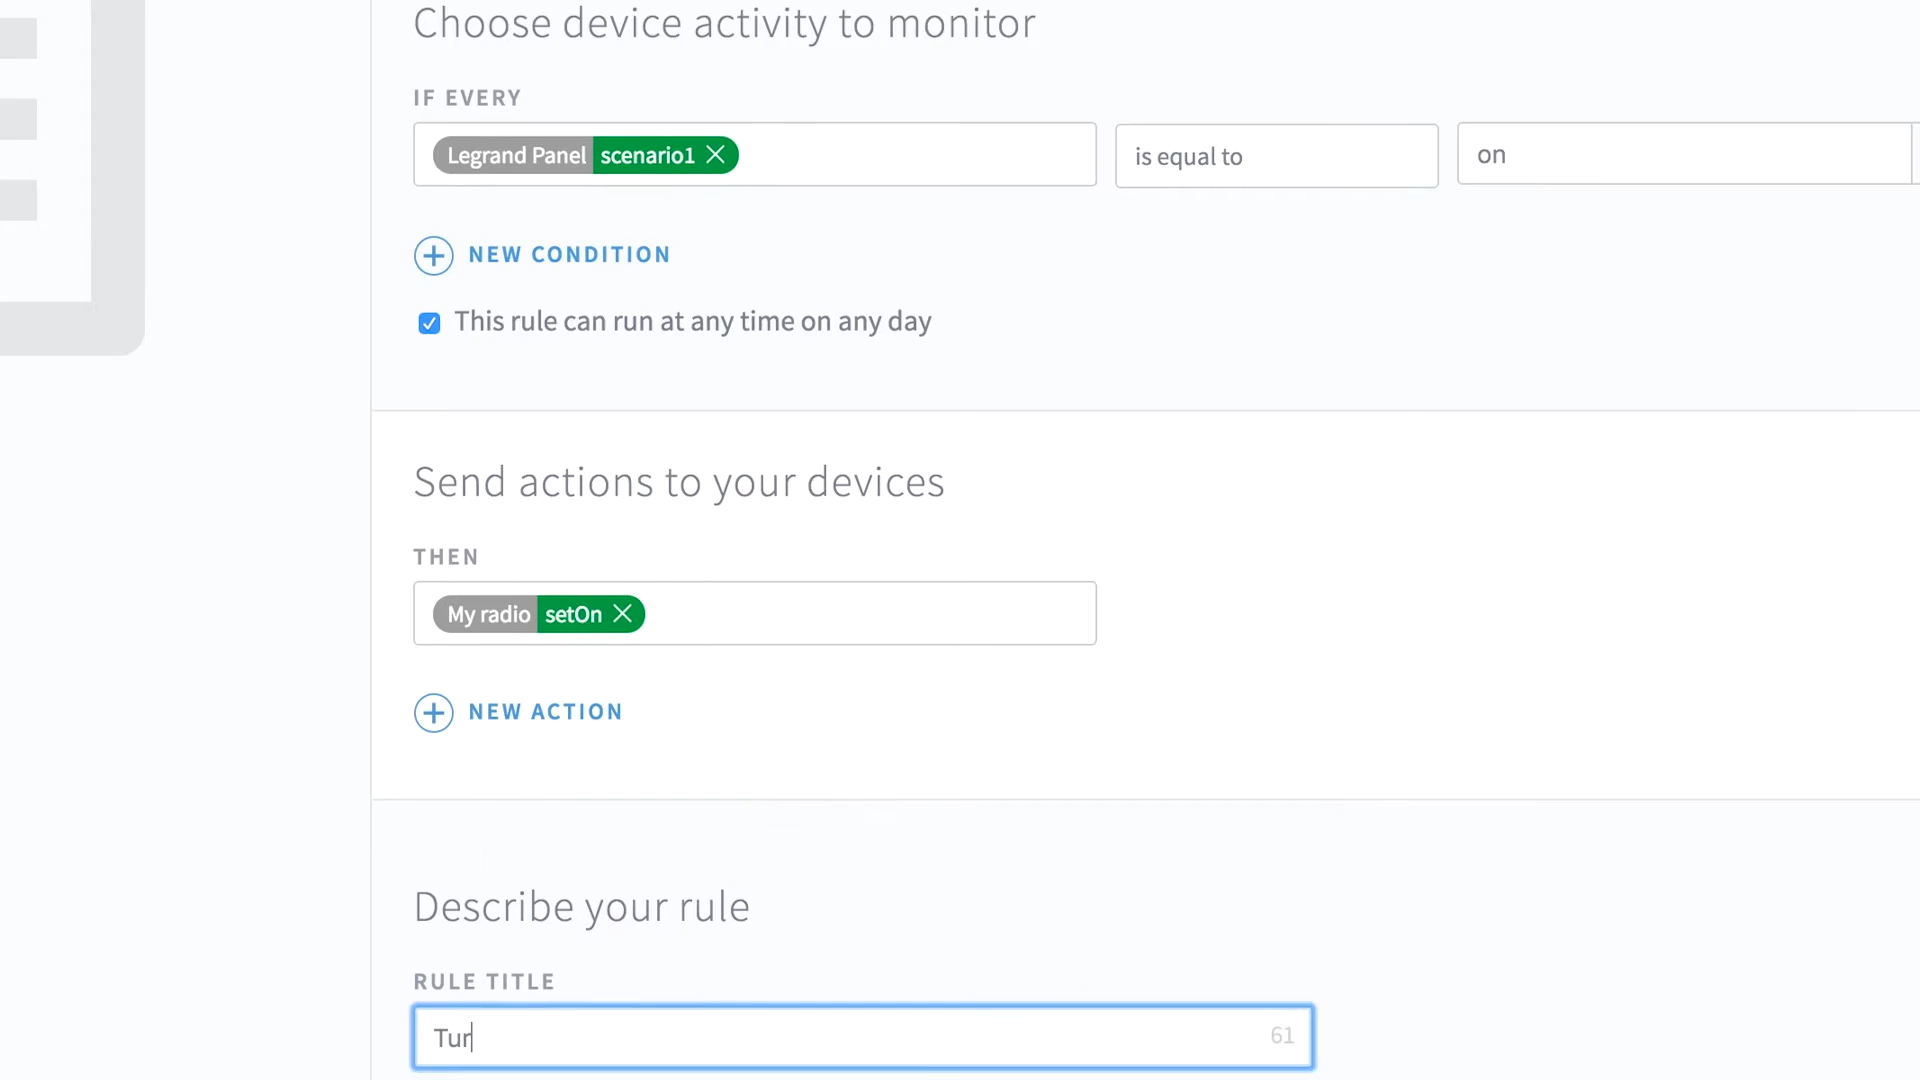 Choose device activity to monitor
IF EVERY
Legrand Panel scenario1 is equal to on
NEW CONDITION
This rule can run at any time on any day
Send actions to your devices
THEN
My radio setOn
NEW ACTION
Describe your rule
RULE TITLE
Tur 61